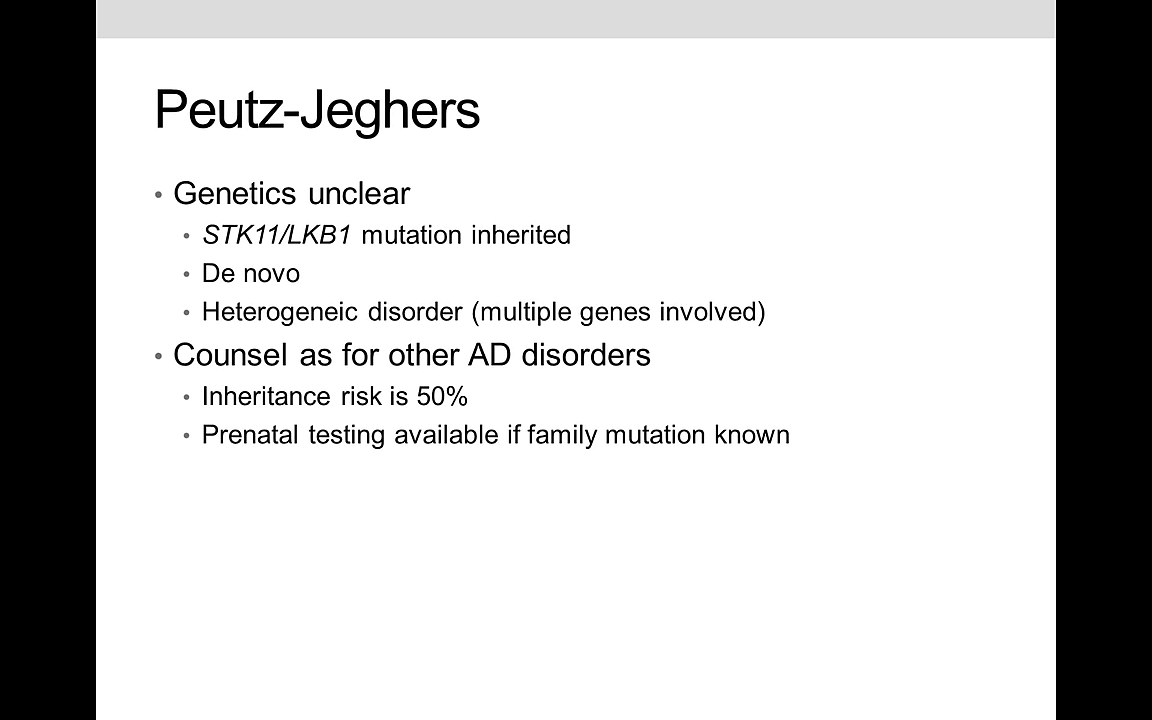 Peutz-Jeghers
• Genetics unclear
• STK11/LKB1 mutation inherited
• De novo
• Heterogeneic disorder (multiple genes involved)
• Counsel as for other AD disorders
• Inheritance risk is 50%
• Prenatal testing available if family mutation known